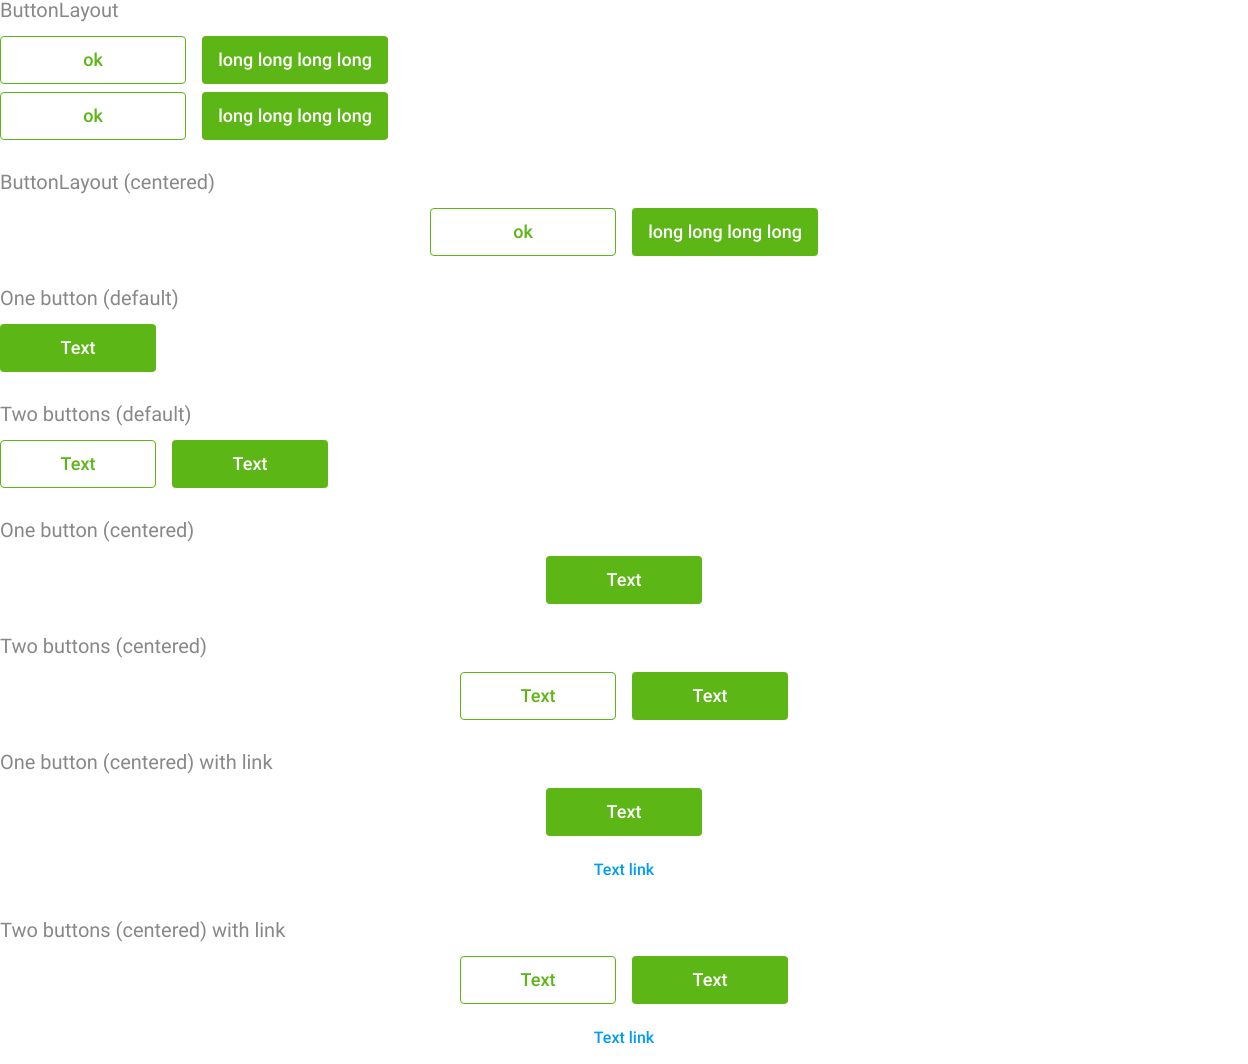 ButtonLayout
ok long long long long
ok long long long long
ButtonLayout (centered)
ok long long long long
One button (default)
Text
Two buttons (default)
Text Text
One button (centered)
Text
Two buttons (centered)
Text Text
One button (centered) with link
Text
Text link
Two buttons (centered) with link
Text Text
Text link